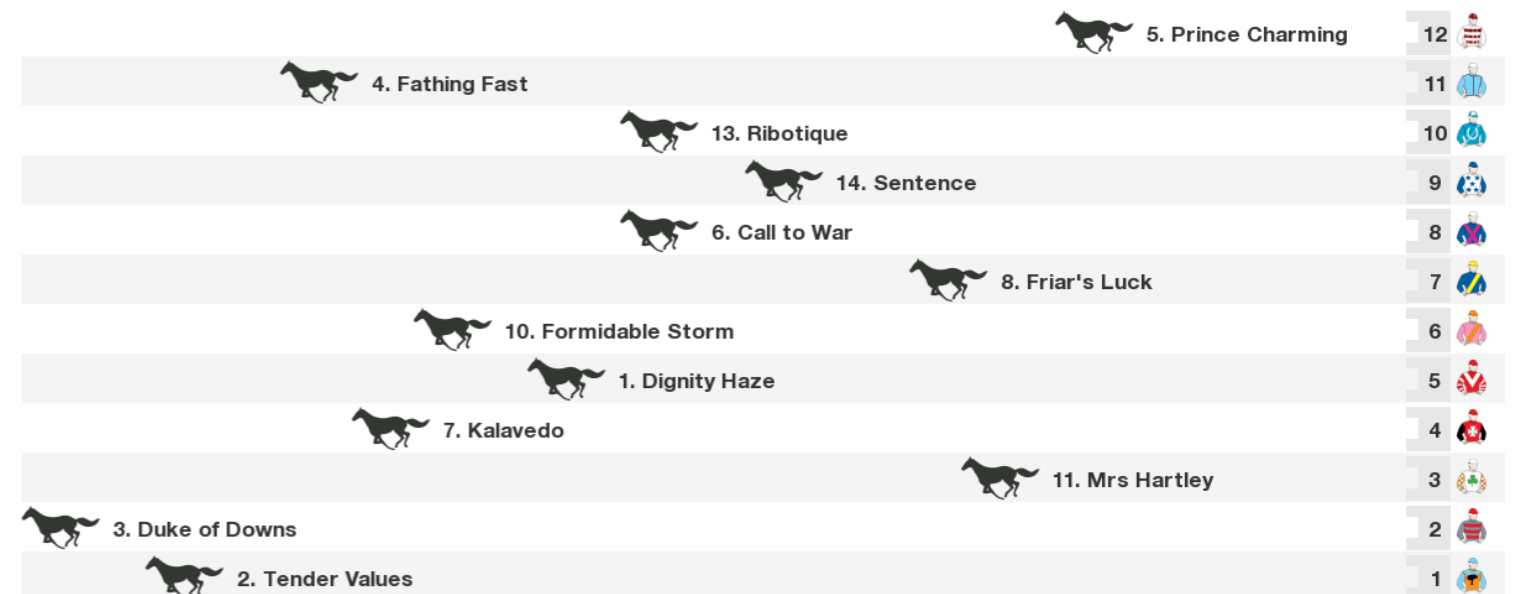 5. Prince Charming 12
4. Fathing Fast 11
13. Ribotique 10
14. Sentence 9
6. Call to War 8
8. Friar's Luck 7
10. Formidable Storm 6
1. Dignity Haze 5
7. Kalavedo 4
11. Mrs Hartley 3
3. Duke of Downs 2
2. Tender Values 1